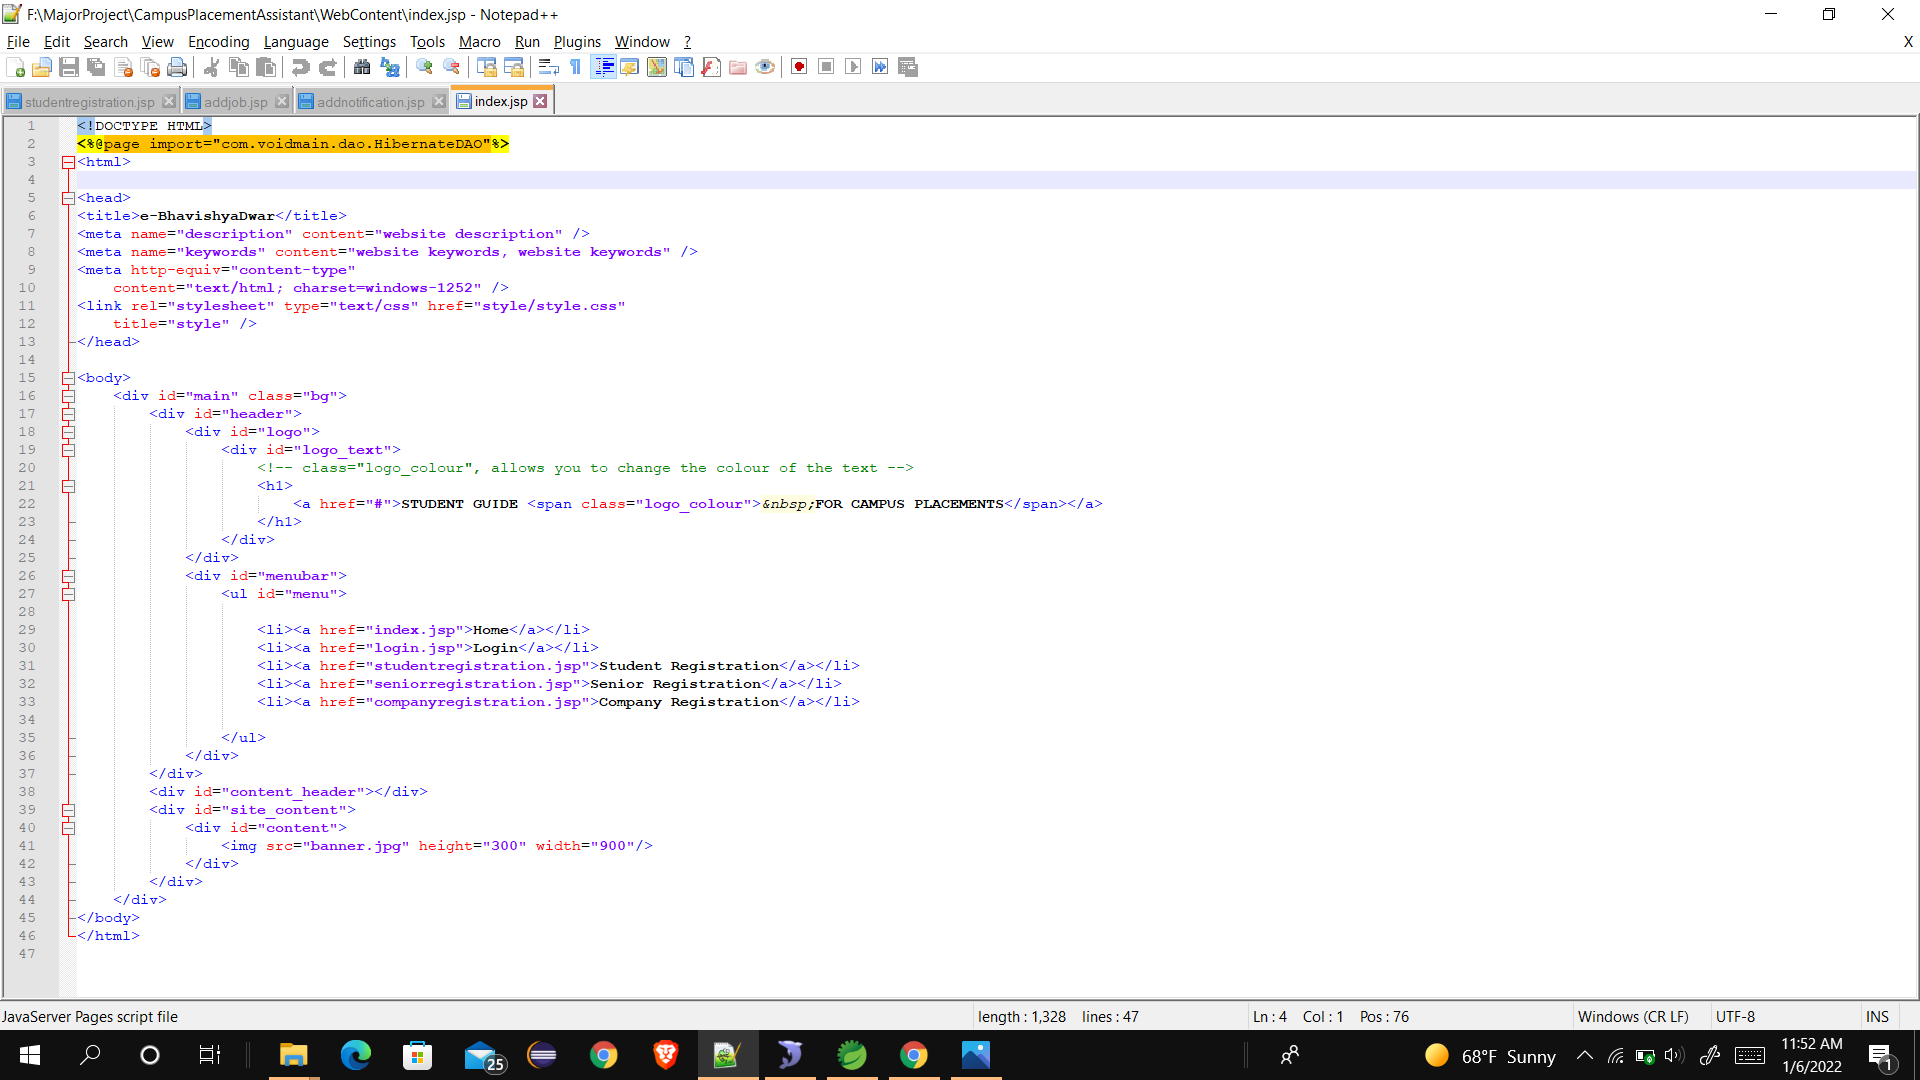 F:\MajorProject\CampusPlacementAssistant\WebContent\index.jsp - Notepad++
File Edit Search View Encoding Language Settings Tools Macro Run Plugins Window ? X
studentregistration.jsp addjob.jsp addnotification.jsp index.jsp
1 <!DOCTYPE HTML>
2 <%@page import="com.voidmain.dao.HibernateDAO"%>
3 <html>
4
5 <head>
6 <title>e-BhavishyaDwar</title>
7 <meta name="description" content="website description" />
8 <meta name="keywords" content="website keywords, website keywords" />
9 <meta http-equiv="content-type"
10 content="text/html; charset=windows-1252" />
11 <link rel="stylesheet" type="text/css" href="style/style.css"
12 title="style" />
13 </head>
14
15 <body>
16 <div id="main" class="bg">
17 <div id="header">
18 <div id="logo">
19 <div id="logo_text">
20 <!-- class="logo_colour", allows you to change the colour of the text -->
21 <h1>
22 <a href="#">STUDENT GUIDE <span class="logo_colour">&nbsp;FOR CAMPUS PLACEMENTS</span></a>
23 </h1>
24 </div>
25 </div>
26 <div id="menubar">
27 <ul id="menu">
28
29 <li><a href="index.jsp">Home</a></li>
30 <li><a href="login.jsp">Login</a></li>
31 <li><a href="studentregistration.jsp">Student Registration</a></li>
32 <li><a href="seniorregistration.jsp">Senior Registration</a></li>
33 <li><a href="companyregistration.jsp">Company Registration</a></li>
34
35 </ul>
36 </div>
37 </div>
38 <div id="content_header"></div>
39 <div id="site_content">
40 <div id="content">
41 <img src="banner.jpg" height="300" width="900"/>
42 </div>
43 </div>
44 </div>
45 </body>
46 </html>
47
JavaServer Pages script file length : 1,328 lines : 47 Ln : 4 Col : 1 Pos : 76 Windows (CR LF) UTF-8 INS
25 68°F Sunny 11:52 AM
1/6/2022 1